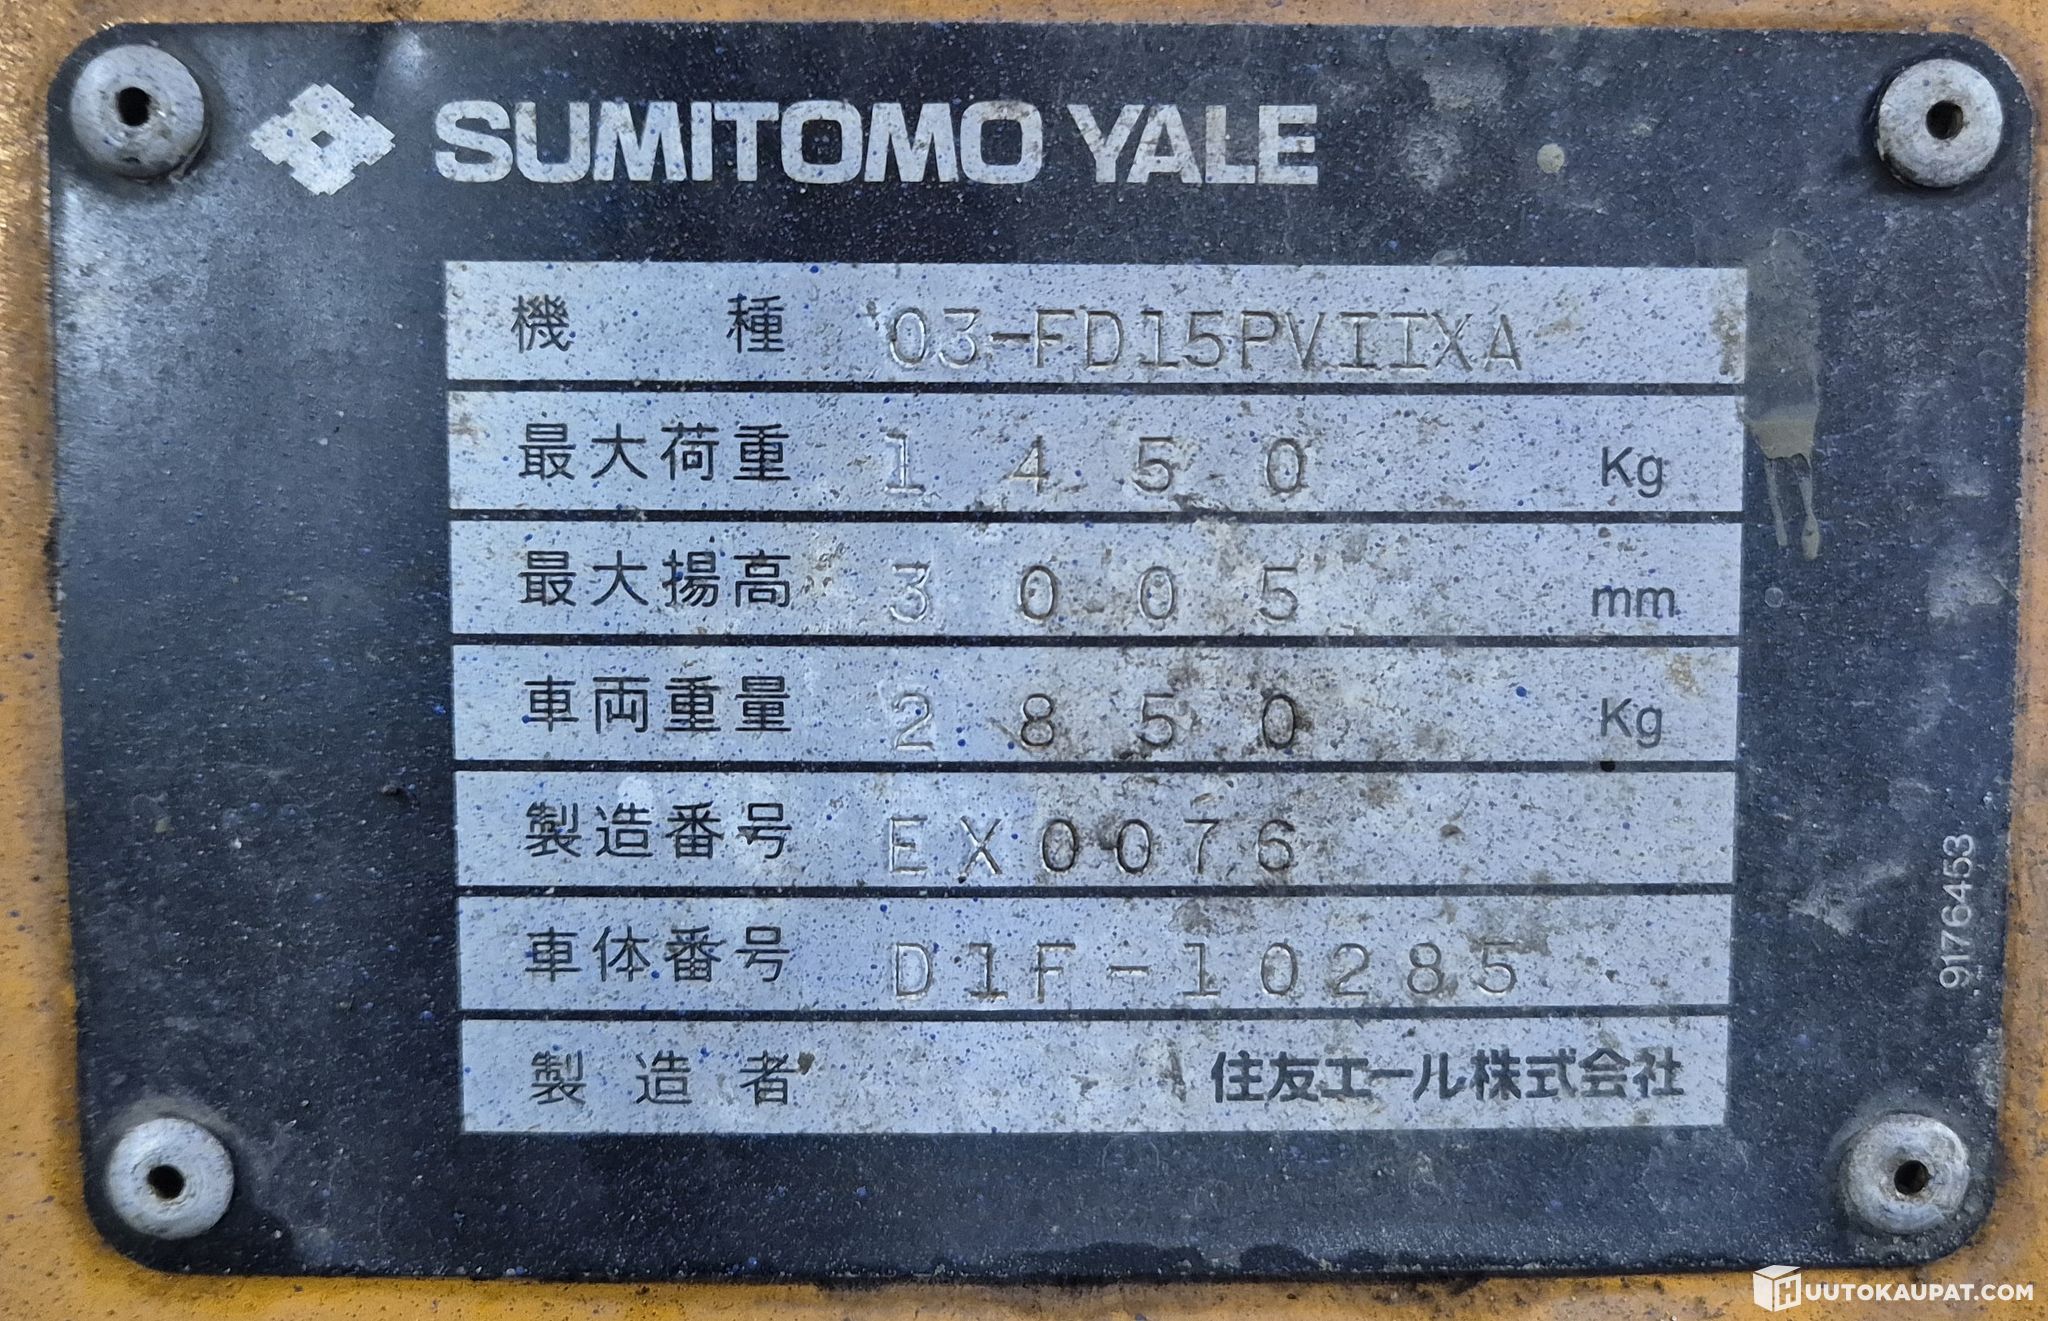 SUMITOMO YALE
機種 03-FD15PVIIXA
最大荷重 1450 Kg
最大揚高 3005 mm
車両重量 2850 Kg
製造番号 EX0076
車体番号 D1F-10285
製造者 住友エール株式会社
9176453
HUUTOKAUPAT.COM